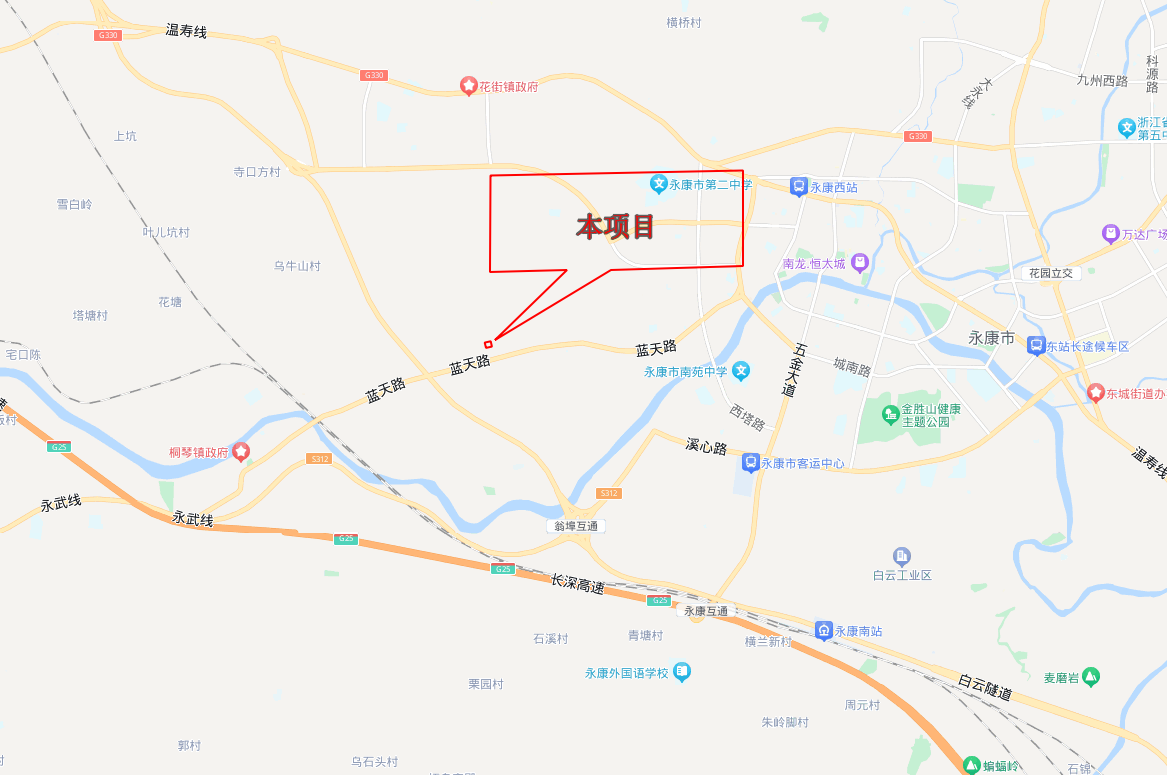 横桥村
温寿线
G330
G330
花街镇政府
九州西路
科源路
大永线
浙江省
第五中
G330
上坑
寺口方村
永康市第二中学
永康西站
雪白岭
叶儿坑村
本项目
万达广场
乌牛山村
南龙.恒太城
花园立交
花塘
塔塘村
永康市
东站长途候车区
宅口陈
蓝天路
蓝天路
蓝天路
五金大道
城南路
永康市南苑中学
西塔路
金胜山健康
主题公园
东城街道办
板村
G25
桐琴镇政府
S312
溪心路
永康市客运中心
温寿线
S312
永武线
永武线
翁埠互通
G25
G25
长深高速
白云工业区
G25
永康互通
石溪村
青塘村
横兰新村
永康南站
永康外国语学校
栗园村
白云隧道
麦磨岩
周元村
朱岭脚村
郭村
乌石头村
蝙蝠岭
石锦